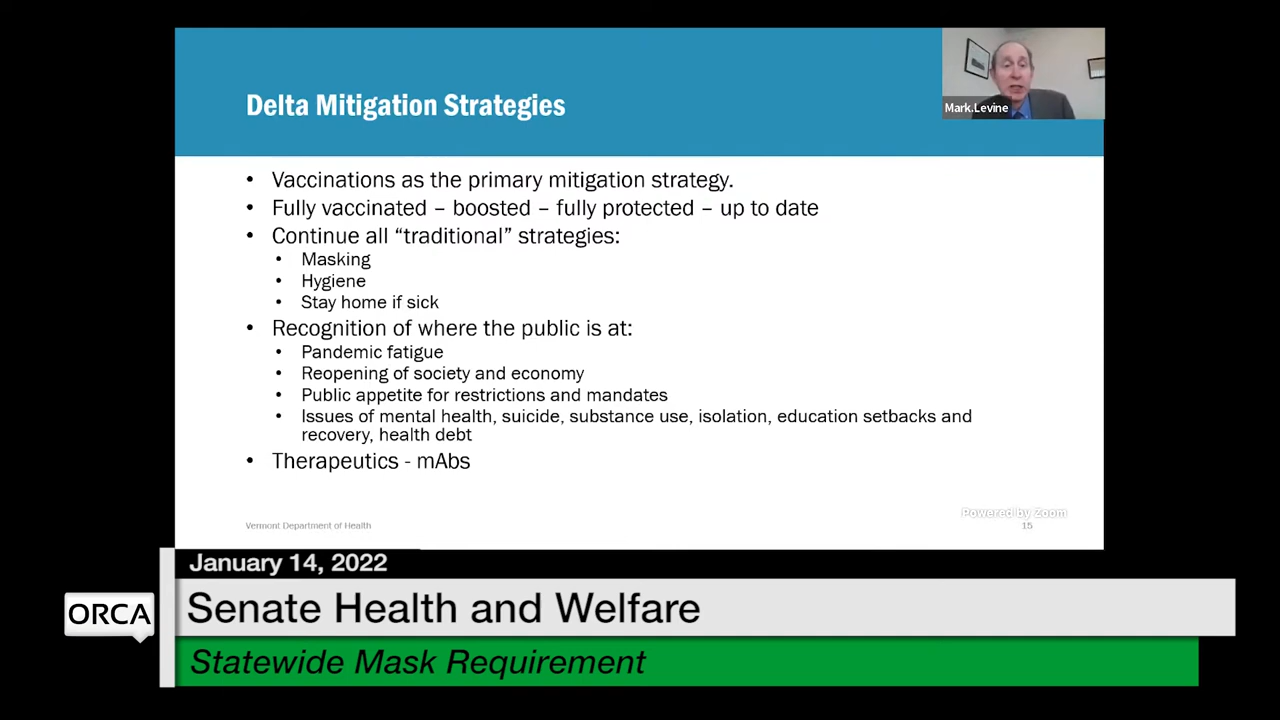 Delta Mitigation Strategies
Mark.Levine
• Vaccinations as the primary mitigation strategy.
• Fully vaccinated – boosted – fully protected – up to date
• Continue all “traditional” strategies:
• Masking
• Hygiene
• Stay home if sick
• Recognition of where the public is at:
• Pandemic fatigue
• Reopening of society and economy
• Public appetite for restrictions and mandates
• Issues of mental health, suicide, substance use, isolation, education setbacks and
recovery, health debt
• Therapeutics - mAbs
Powered by Zoom
Vermont Department of Health
15
January 14, 2022
ORCA
Senate Health and Welfare
Statewide Mask Requirement